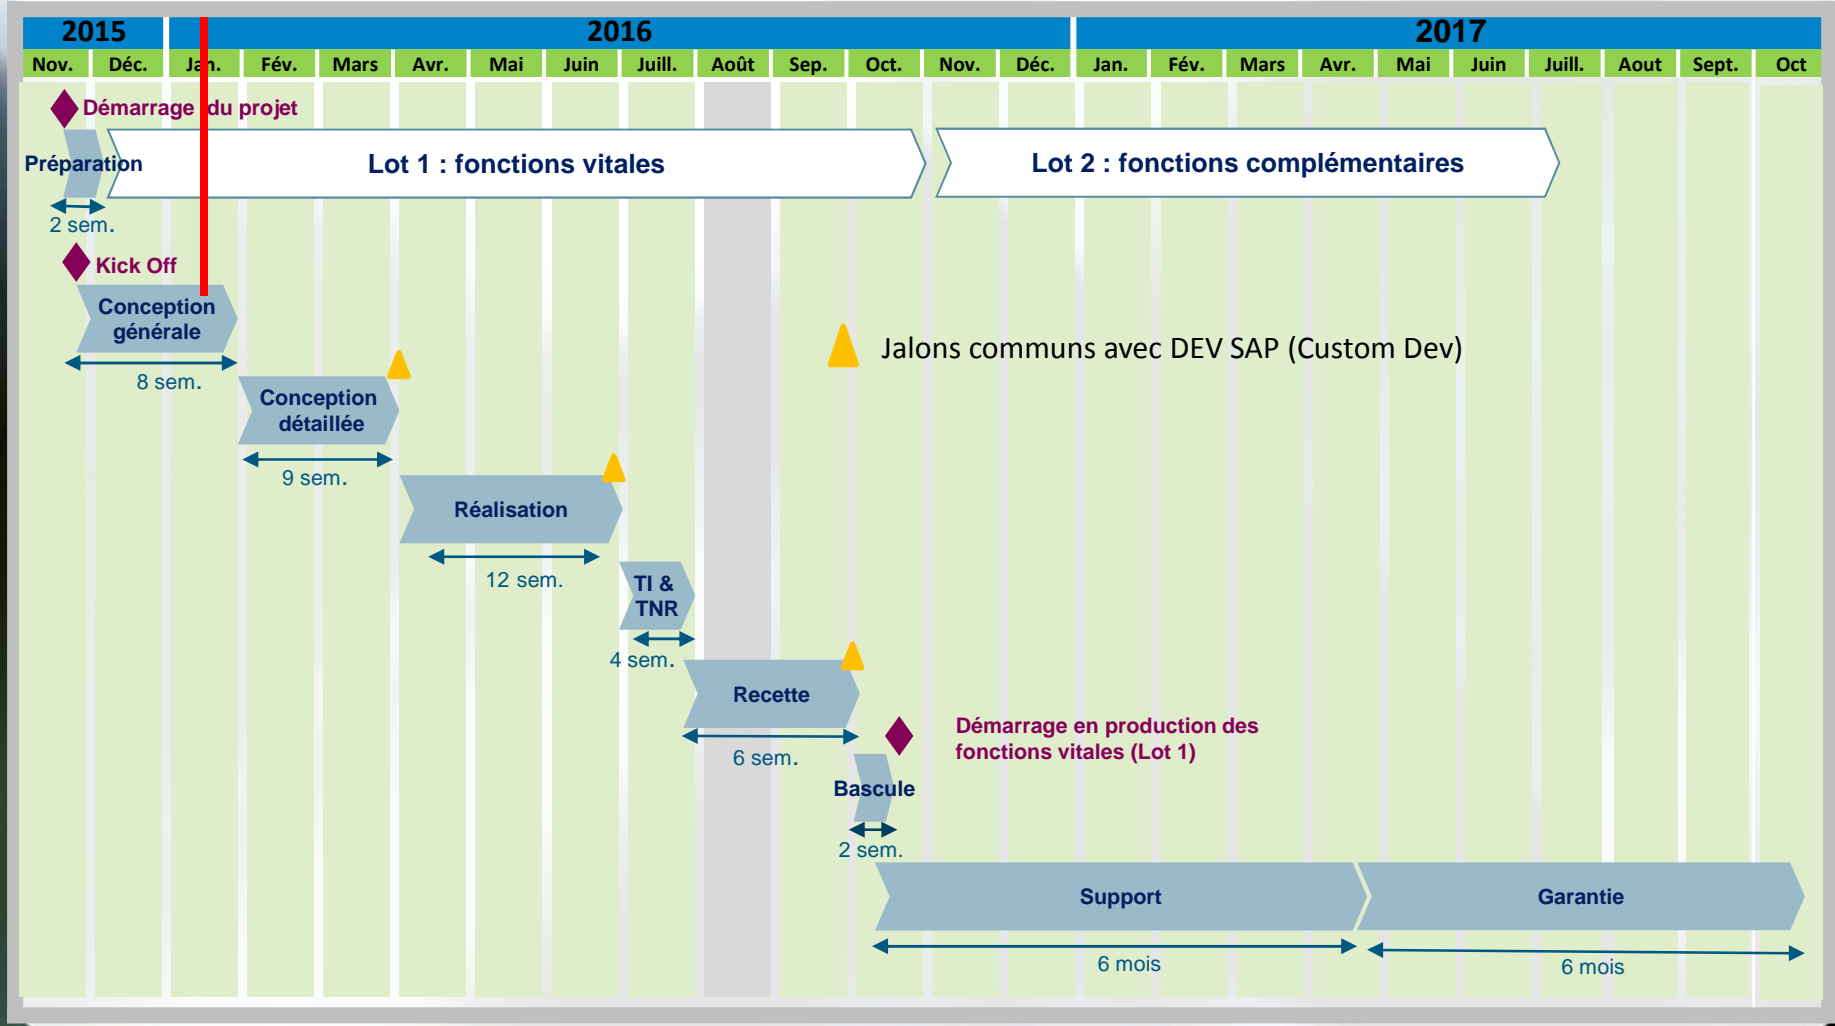 2015 2016 2017
Nov. Déc. Jan. Fév. Mars Avr. Mai Juin Juill. Août Sep. Oct. Nov. Déc. Jan. Fév. Mars Avr. Mai Juin Juill. Aout Sept. Oct
Démarrage du projet
Préparation
Lot 1 : fonctions vitales
Lot 2 : fonctions complémentaires
2 sem.
Kick Off
Conception
générale
8 sem.
Jalons communs avec DEV SAP (Custom Dev)
Conception
détaillée
9 sem.
Réalisation
12 sem.
TI &
TNR
4 sem.
Recette
6 sem.
Démarrage en production des
fonctions vitales (Lot 1)
Bascule
2 sem.
Support
Garantie
6 mois
6 mois